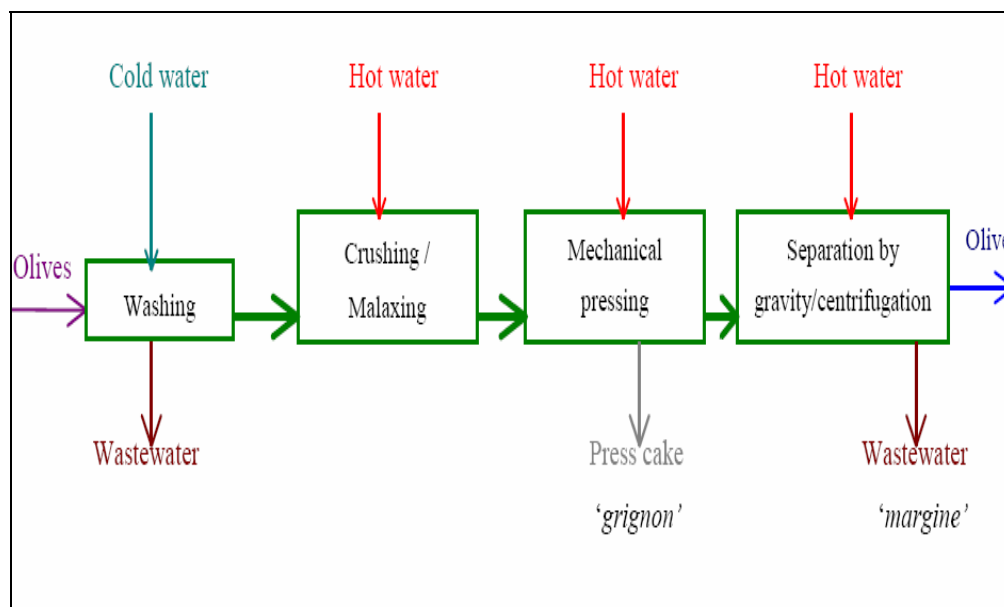 Cold water
Hot water
Hot water
Hot water
Olives
Washing
Crushing /
Malaxing
Mechanical
pressing
Separation by
gravity/centrifugation
Olive
Wastewater
Press cake
‘grignon’
Wastewater
‘margine’